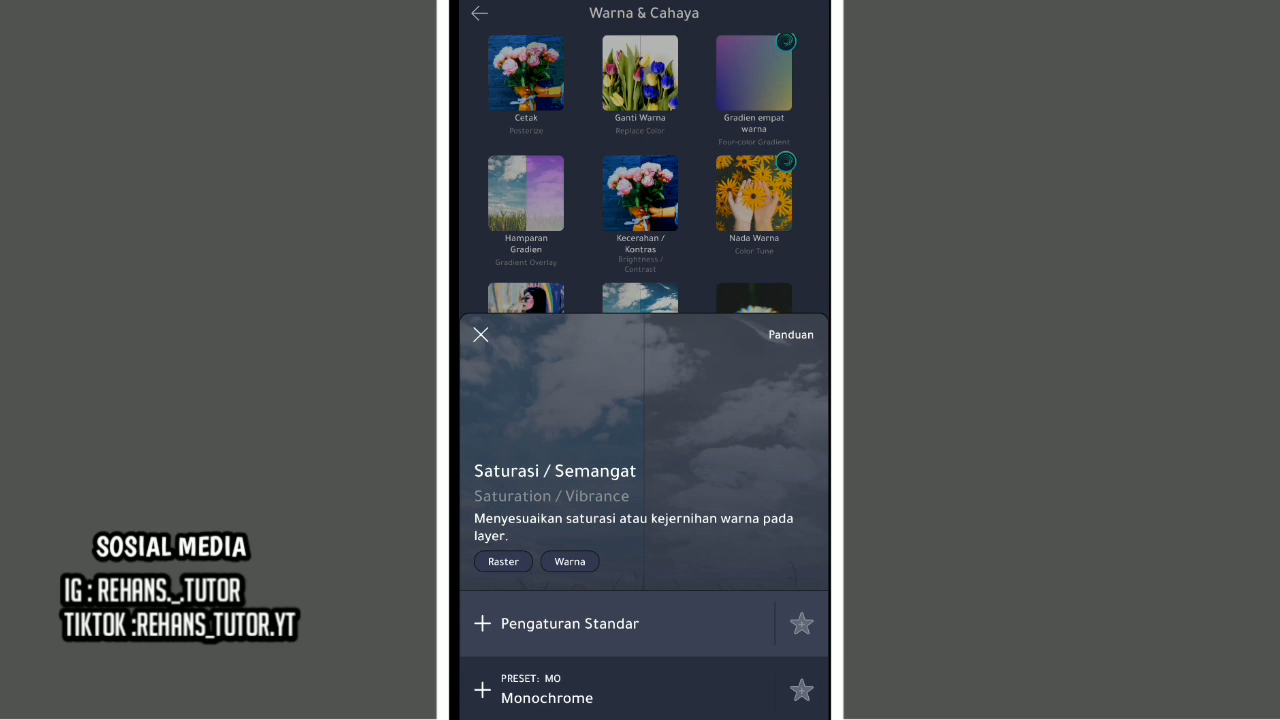 Warna & Cahaya
Cetak
Posterize
Ganti Warna
Replace Color
Gradien empat
warna
Four-color Gradient
Hamparan
Gradien
Gradient Overlay
Kecerahan /
Kontras
Brightness /
Contrast
Nada Warna
Color Tune
Panduan
Saturasi / Semangat
Saturation / Vibrance
Menyesuaikan saturasi atau kejernihan warna pada
layer.
Raster
Warna
Pengaturan Standar
PRESET: MO
Monochrome
SOSIAL MEDIA
IG : REHANS._.TUTOR
TIKTOK :REHANS_TUTOR.YT